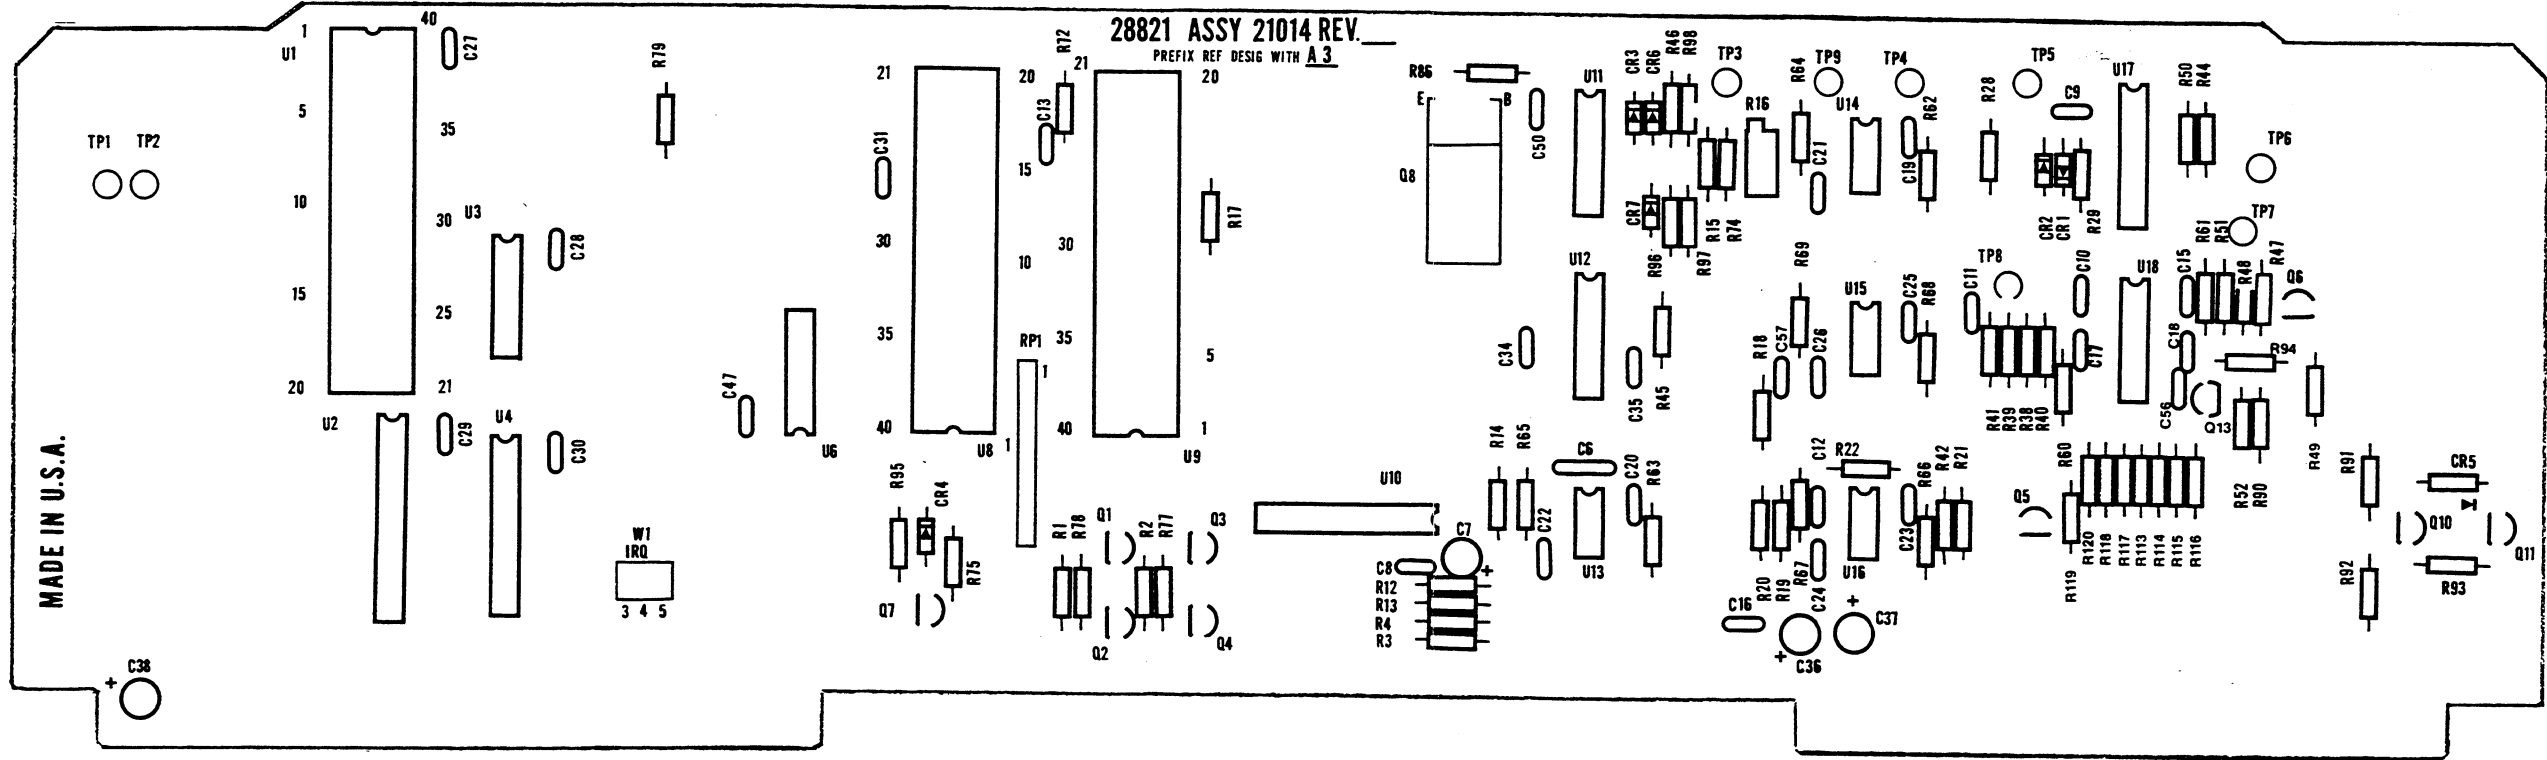 28821 ASSY 21014 REV.
PREFIX REF DESIG WITH A 3
1
40
U1
C27
5
35
TP1 TP2
10
30
U3
C28
15
25
20
21
U2
C29
U4
C30
MADE IN U.S.A.
C38
+
R79
W1
IRQ
3 4 5
C47
U6
21
20
C31
15
30
10
35
40
1
U8
C13
R72
RP1
1
21
20
R17
30
35
5
40
1
U9
R95
CR4
R75
Q7
R1
R78
Q1
Q2
R2
R77
Q3
Q4
U10
R86
E
B
Q8
C50
U11
CR3
CR6
R46
R98
TP3
R16
TP9
R64
U14
TP4
R62
C21
C19
CR7
R96
R97
R15
R74
U12
C34
C35
R45
R69
U15
C25
R68
R18
C57
C26
R14
R65
C6
C20
R63
U13
C22
C7
+
C8
R12
R13
R4
R3
C12
R22
R66
R42
R21
R20
R19
R67
C24
U16
C23
C16
C36
+
C37
+
R28
TP5
C9
U17
R50
R44
TP6
CR2
CR1
R29
TP7
TP8
C11
C10
U18
C15
R61
R51
R48
R47
Q6
C17
C18
R94
C56
Q13
R41
R39
R38
R40
R49
R52
R90
R60
Q5
R119
R120
R118
R117
R113
R114
R115
R116
R91
CR5
Q10
Q11
R92
R93